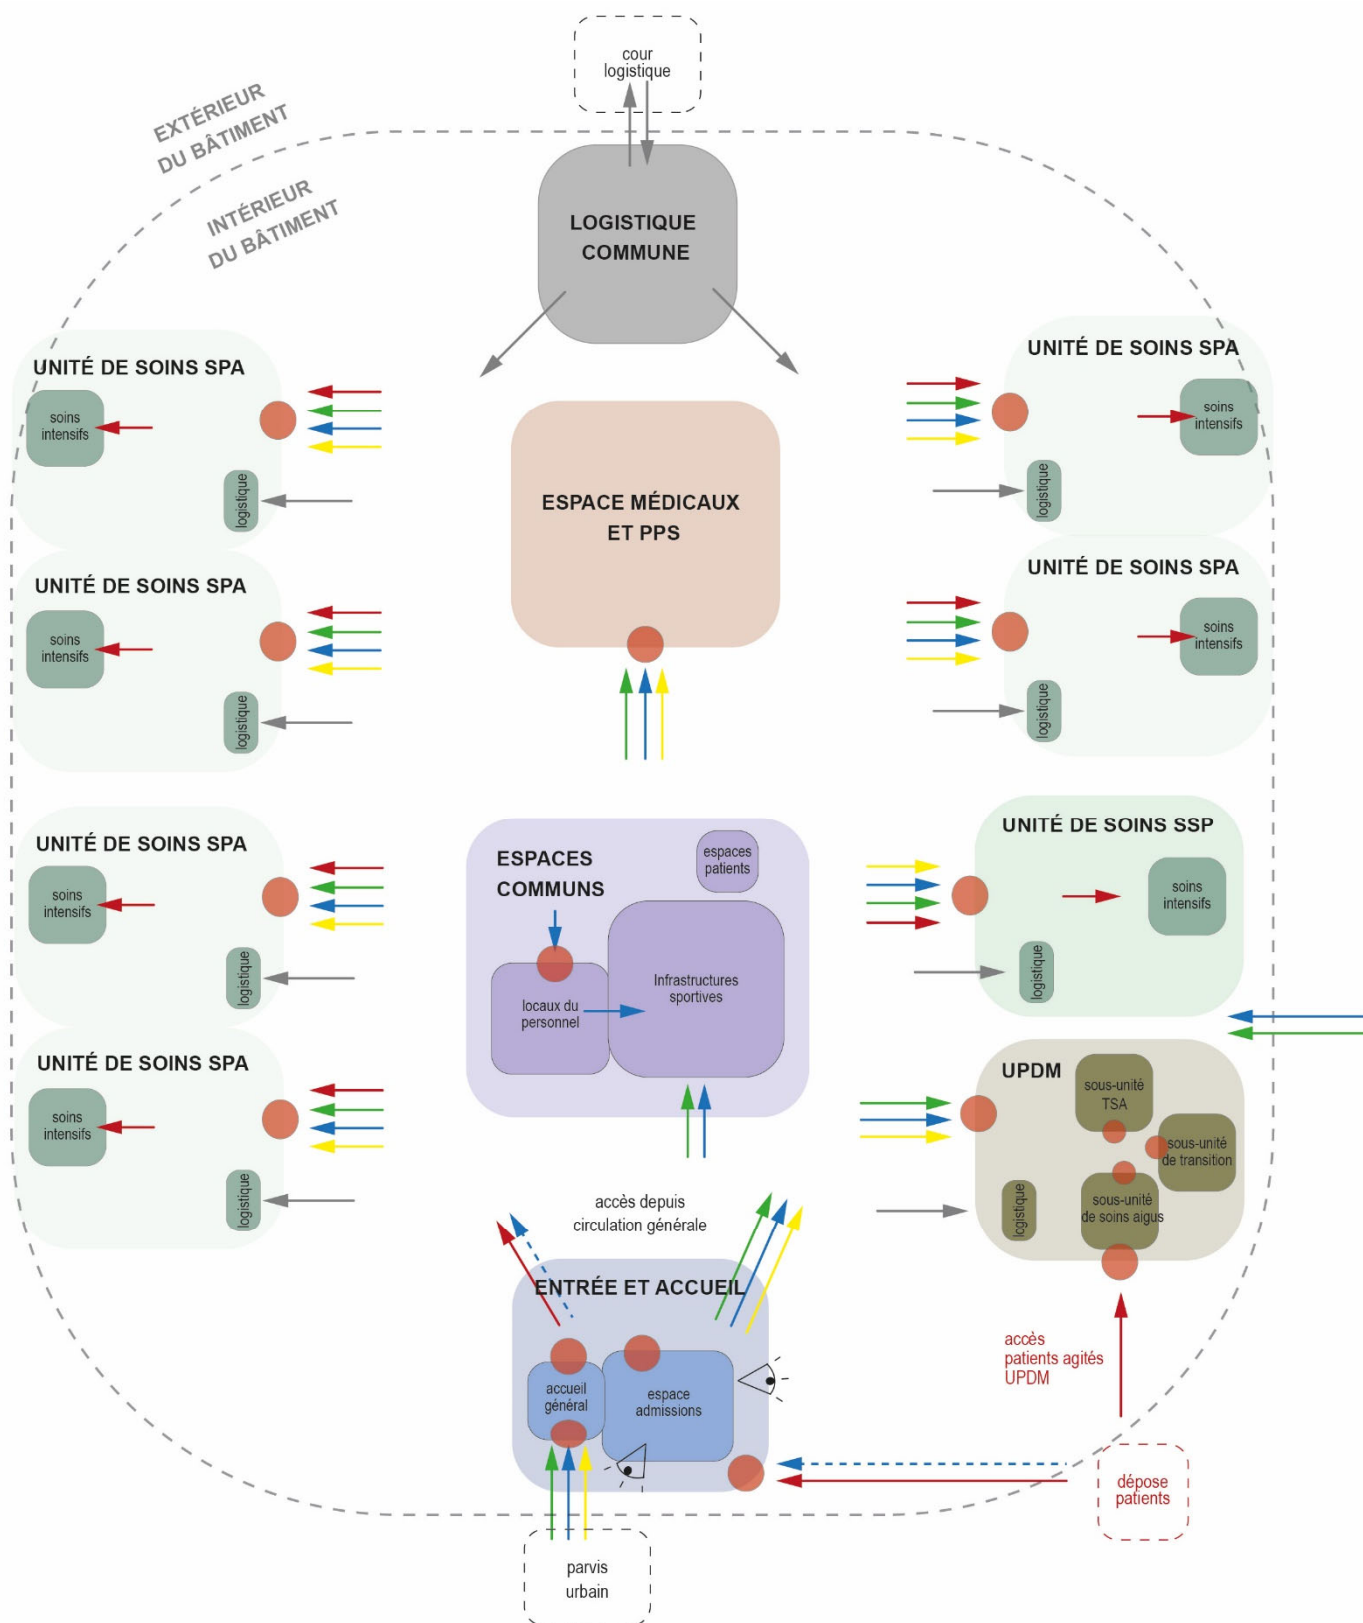 cour
logistique
EXTÉRIEUR
DU BÂTIMENT
INTÉRIEUR
DU BÂTIMENT
LOGISTIQUE
COMMUNE
UNITÉ DE SOINS SPA
soins
intensifs
logistique
UNITÉ DE SOINS SPA
soins
intensifs
logistique
ESPACE MÉDICAUX
ET PPS
UNITÉ DE SOINS SPA
soins
intensifs
logistique
UNITÉ DE SOINS SPA
soins
intensifs
logistique
UNITÉ DE SOINS SPA
soins
intensifs
logistique
ESPACES
COMMUNS
espaces
patients
locaux du
personnel
Infrastructures
sportives
UNITÉ DE SOINS SSP
soins
intensifs
logistique
UNITÉ DE SOINS SPA
soins
intensifs
logistique
UPDM
sous-unité
TSA
sous-unité
de transition
sous-unité
de soins aigus
logistique
accès depuis
circulation générale
ENTRÉE ET ACCUEIL
accueil
général
espace
admissions
accès
patients agités
UPDM
dépose
patients
parvis
urbain